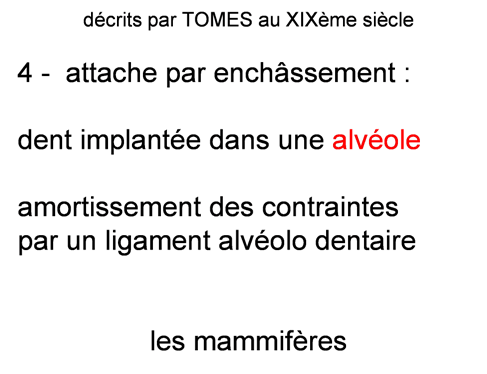 décrits par TOMES au XIXème siècle
4 -  attache par enchâssement :
dent implantée dans une alvéole
amortissement des contraintes
par un ligament alvéolo dentaire
les mammifères